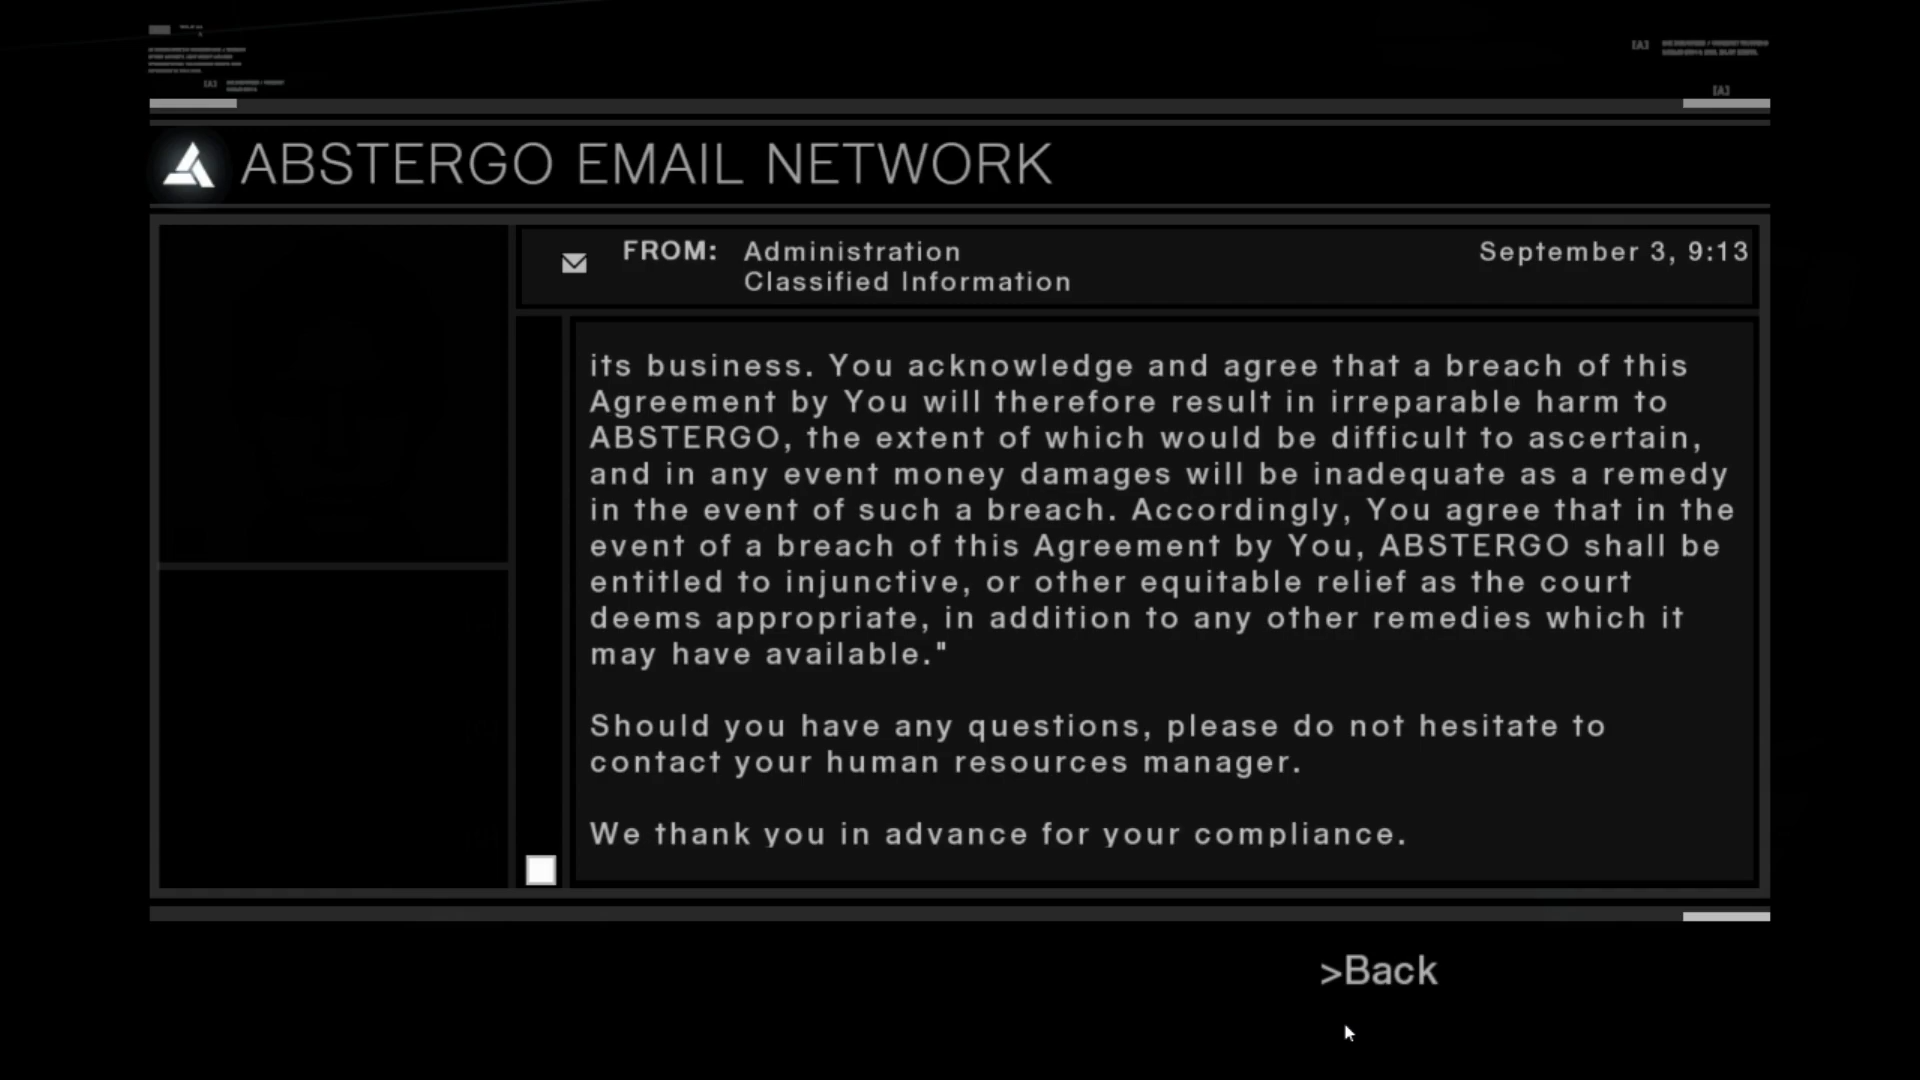 [A]
[A]
[A]
ABSTERGO EMAIL NETWORK
FROM: Administration
Classified Information
September 3, 9:13
its business. You acknowledge and agree that a breach of this
Agreement by You will therefore result in irreparable harm to
ABSTERGO, the extent of which would be difficult to ascertain,
and in any event money damages will be inadequate as a remedy
in the event of such a breach. Accordingly, You agree that in the
event of a breach of this Agreement by You, ABSTERGO shall be
entitled to injunctive, or other equitable relief as the court
deems appropriate, in addition to any other remedies which it
may have available."
Should you have any questions, please do not hesitate to
contact your human resources manager.
We thank you in advance for your compliance.
>Back